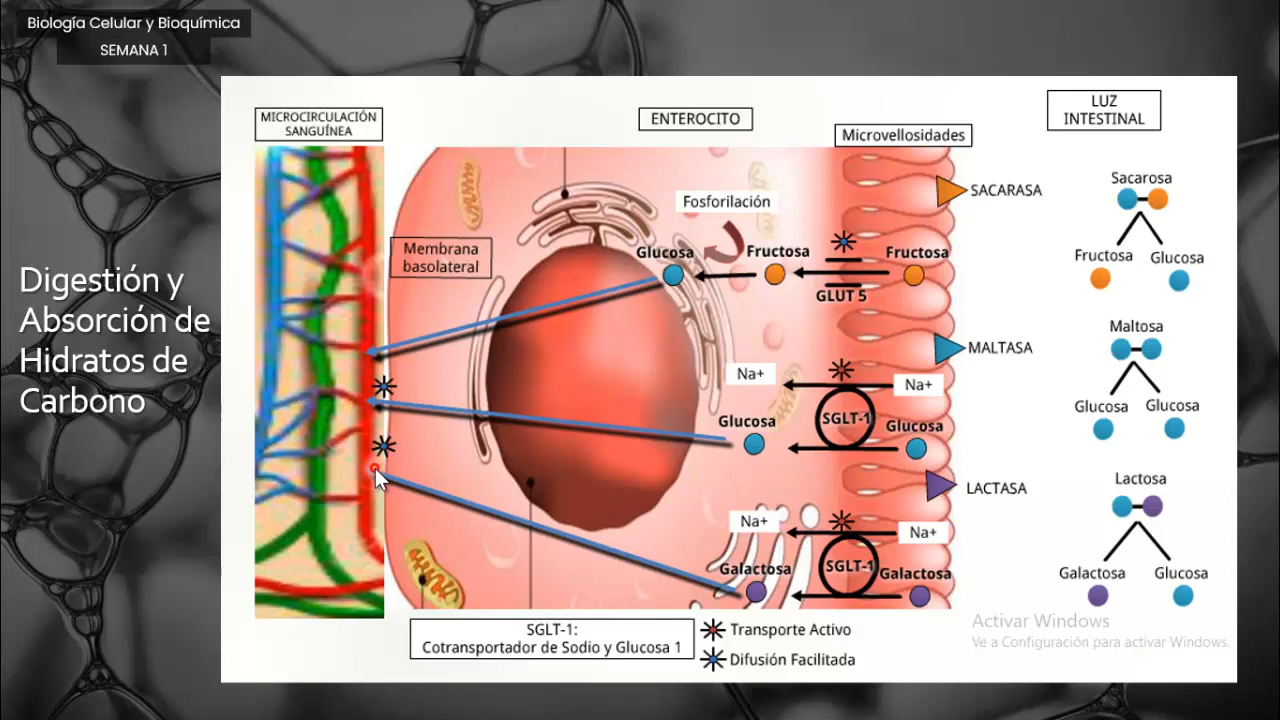 Biología Celular y Bioquímica
SEMANA 1
Digestión y
Absorción de
Hidratos de
Carbono
MICROCIRCULACIÓN
SANGUÍNEA
ENTEROCITO
Microvellosidades
LUZ
INTESTINAL
Membrana
basolateral
Fosforilación
Glucosa
Fructosa
Fructosa
GLUT 5
SACARASA
Sacarosa
Fructosa
Glucosa
Na+
Na+
SGLT-1
Glucosa
Glucosa
MALTASA
Maltosa
Glucosa
Glucosa
LACTASA
Lactosa
Galactosa
Glucosa
Na+
Na+
SGLT-1
Galactosa
Galactosa
SGLT-1:
Cotransportador de Sodio y Glucosa 1
Transporte Activo
Difusión Facilitada
Activar Windows
Ve a Configuración para activar Windows.